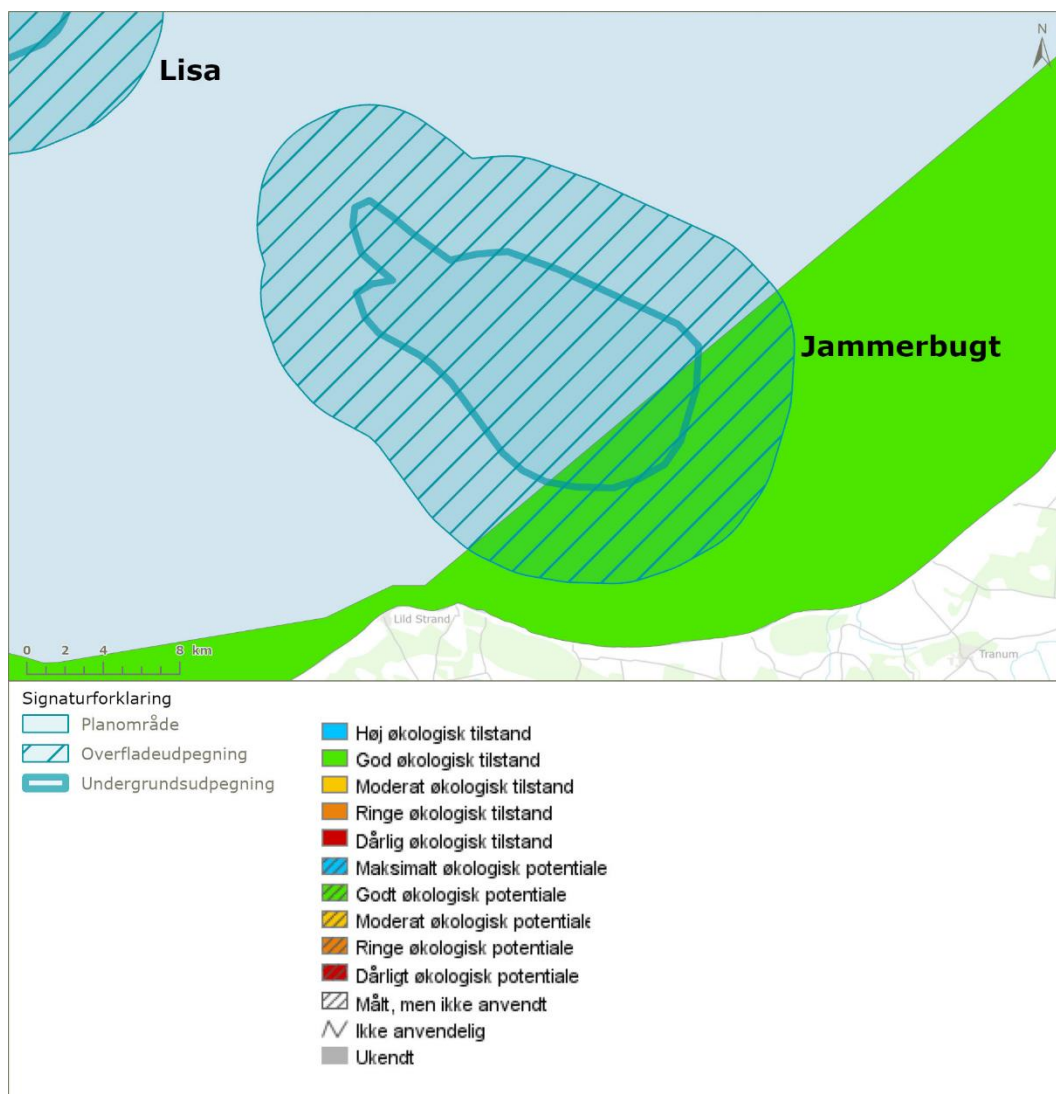 N
Lisa
Jammerbugt
Lild Strand
Tranum
0 2 4 8 km
Signaturforklaring
Planområde
Overfladeudpegning
Undergrundsudpegning
Høj økologisk tilstand
God økologisk tilstand
Moderat økologisk tilstand
Ringe økologisk tilstand
Dårlig økologisk tilstand
Maksimalt økologisk potentiale
Godt økologisk potentiale
Moderat økologisk potentiale
Ringe økologisk potentiale
Dårligt økologisk potentiale
Målt, men ikke anvendt
Ikke anvendelig
Ukendt